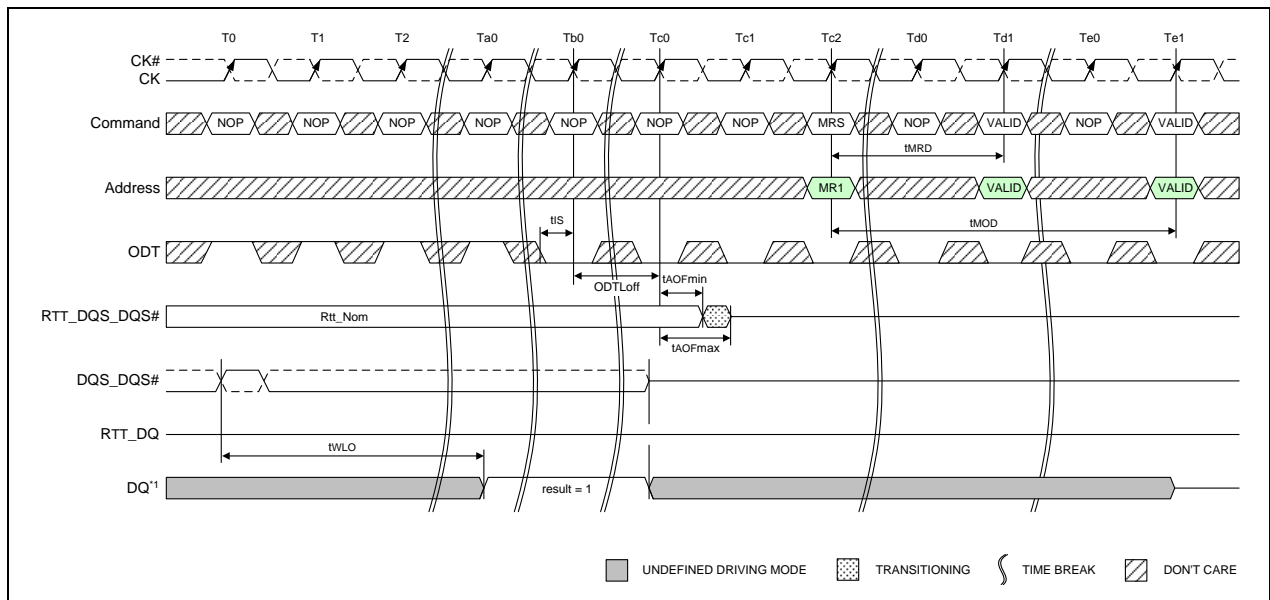 T0 T1 T2 Ta0 Tb0 Tc0 Tc1 Tc2 Td0 Td1 Te0 Te1
CK#
CK
Command NOP NOP NOP NOP NOP NOP NOP MRS NOP VALID NOP VALID
tMRD
Address MR1 VALID VALID
tIS
tMOD
ODT
ODTLoff
tAOFmin
RTT_DQS_DQS# Rtt_Nom
tAOFmax
DQS_DQS#
RTT_DQ
tWLO
DQ*1 result = 1
UNDEFINED DRIVING MODE TRANSITIONING TIME BREAK DON'T CARE